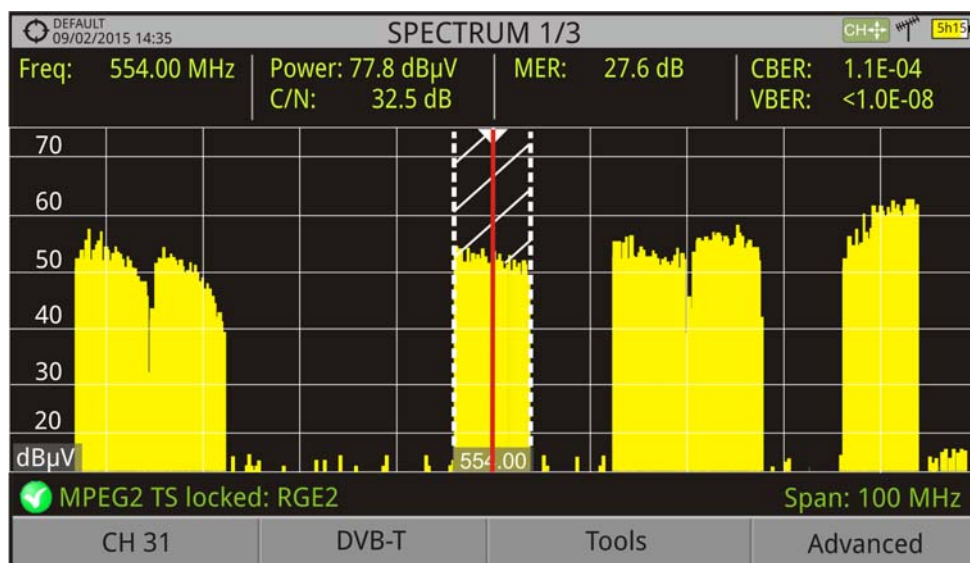 DEFAULT
09/02/2015 14:35
SPECTRUM 1/3
CH
5h15
Freq: 554.00 MHz
Power: 77.8 dBµV
C/N: 32.5 dB
MER: 27.6 dB
CBER: 1.1E-04
VBER: <1.0E-08
70
60
50
40
30
20
dBµV
554.00
MPEG2 TS locked: RGE2
Span: 100 MHz
CH 31
DVB-T
Tools
Advanced